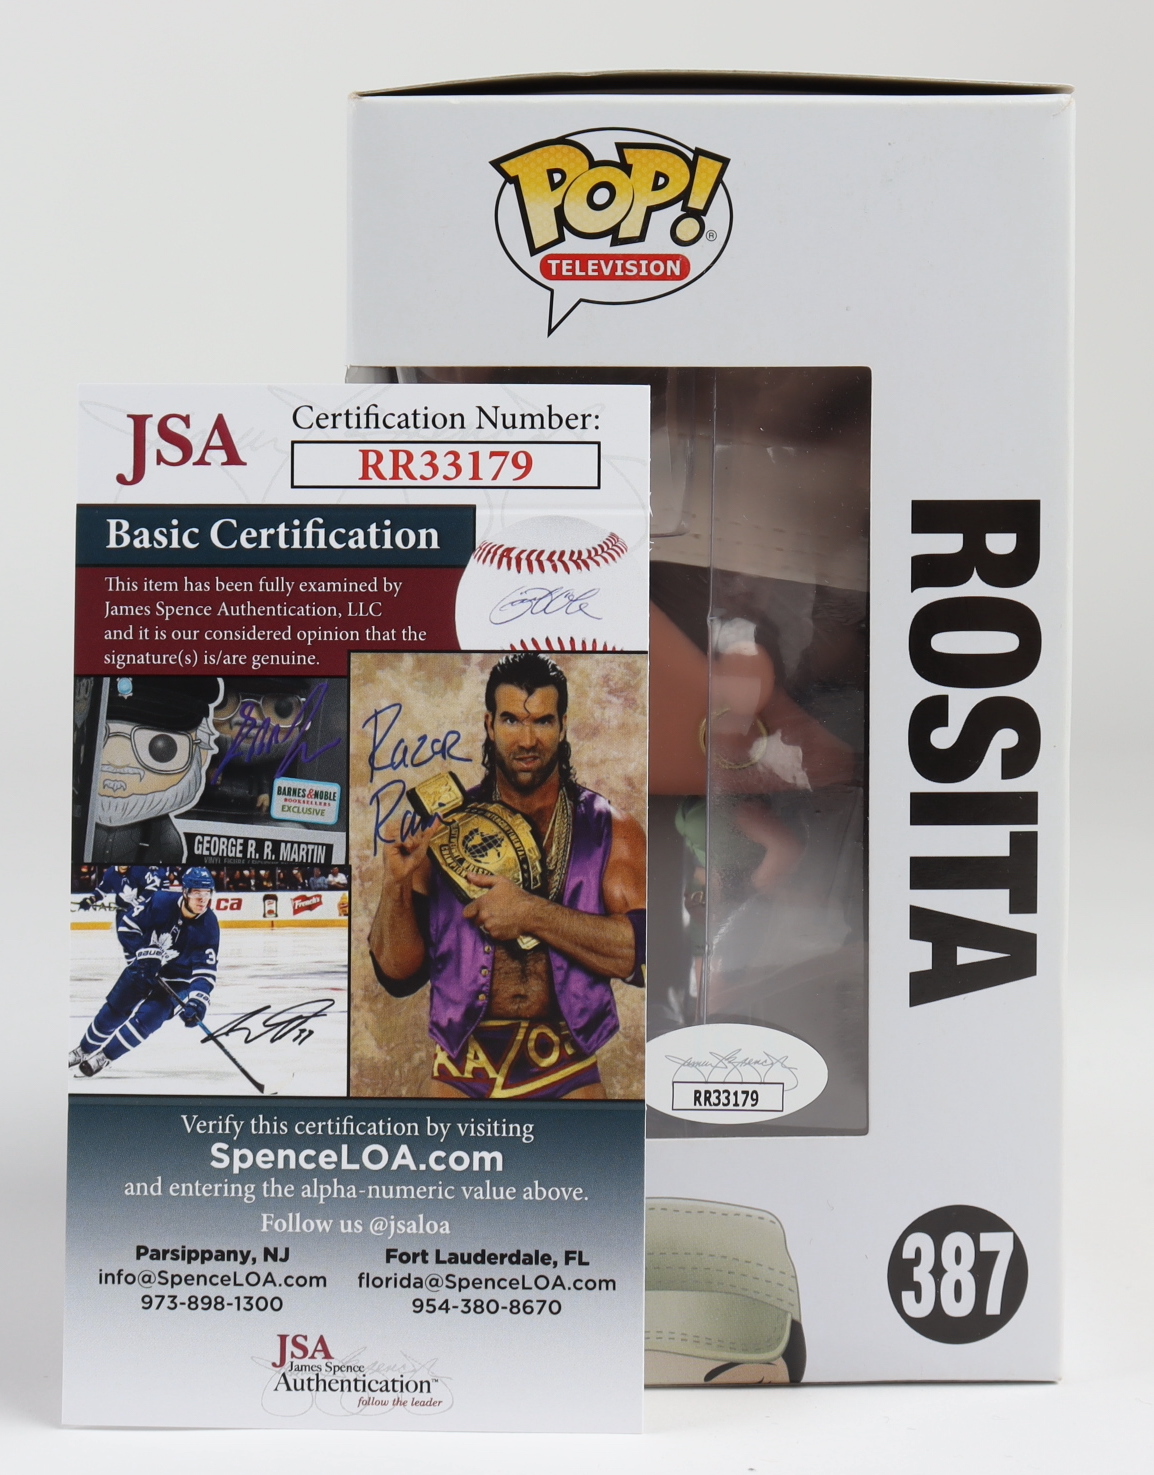 POP!
®
TELEVISION
ROSITA
387
RR33179
JSA
Certification Number:
RR33179
Basic Certification
This item has been fully examined by
James Spence Authentication, LLC
and it is our considered opinion that the
signature(s) is/are genuine.
BARNES & NOBLE
BOOKSELLERS
EXCLUSIVE
GEORGE R. R. MARTIN
Razor
Ramon
Verify this certification by visiting
SpenceLOA.com
and entering the alpha-numeric value above.
Follow us @jsaloa
Parsippany, NJ
info@SpenceLOA.com
973-898-1300
Fort Lauderdale, FL
florida@SpenceLOA.com
954-380-8670
JSA
James Spence
Authentication™
follow the leader